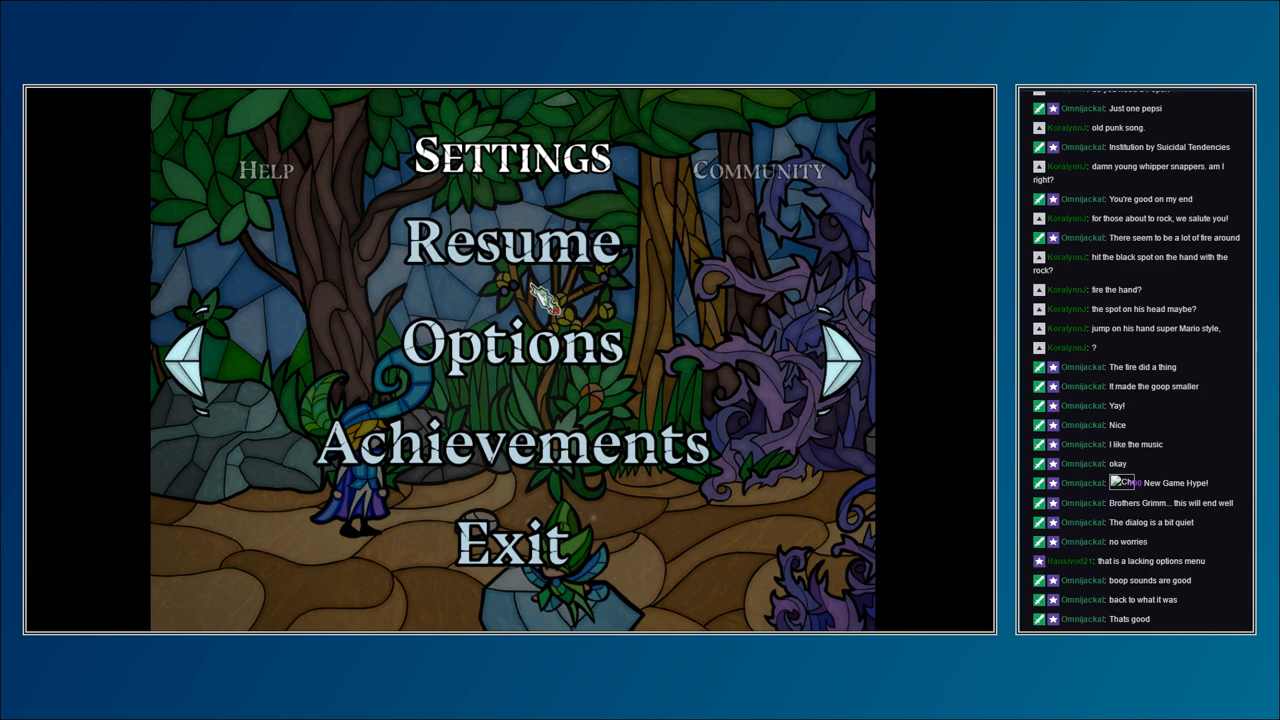 HELP
SETTINGS
COMMUNITY
Resume
Options
Achievements
Exit
Omnijackal: Just one pepsi
KoralynnJ: old punk song.
Omnijackal: Institution by Suicidal Tendencies
KoralynnJ: damn young whipper snappers. am I
right?
Omnijackal: You're good on my end
KoralynnJ: for those about to rock, we salute you!
Omnijackal: There seem to be a lot of fire around
KoralynnJ: hit the black spot on the hand with the
rock?
KoralynnJ: fire the hand?
KoralynnJ: the spot on his head maybe?
KoralynnJ: jump on his hand super Mario style,
KoralynnJ: ?
Omnijackal: The fire did a thing
Omnijackal: It made the goop smaller
Omnijackal: Yay!
Omnijackal: Nice
Omnijackal: I like the music
Omnijackal: okay
Omnijackal: New Game Hype!
Omnijackal: Brothers Grimm... this will end well
Omnijackal: The dialog is a bit quiet
Omnijackal: no worries
Hansivod21: that is a lacking options menu
Omnijackal: boop sounds are good
Omnijackal: back to what it was
Omnijackal: Thats good